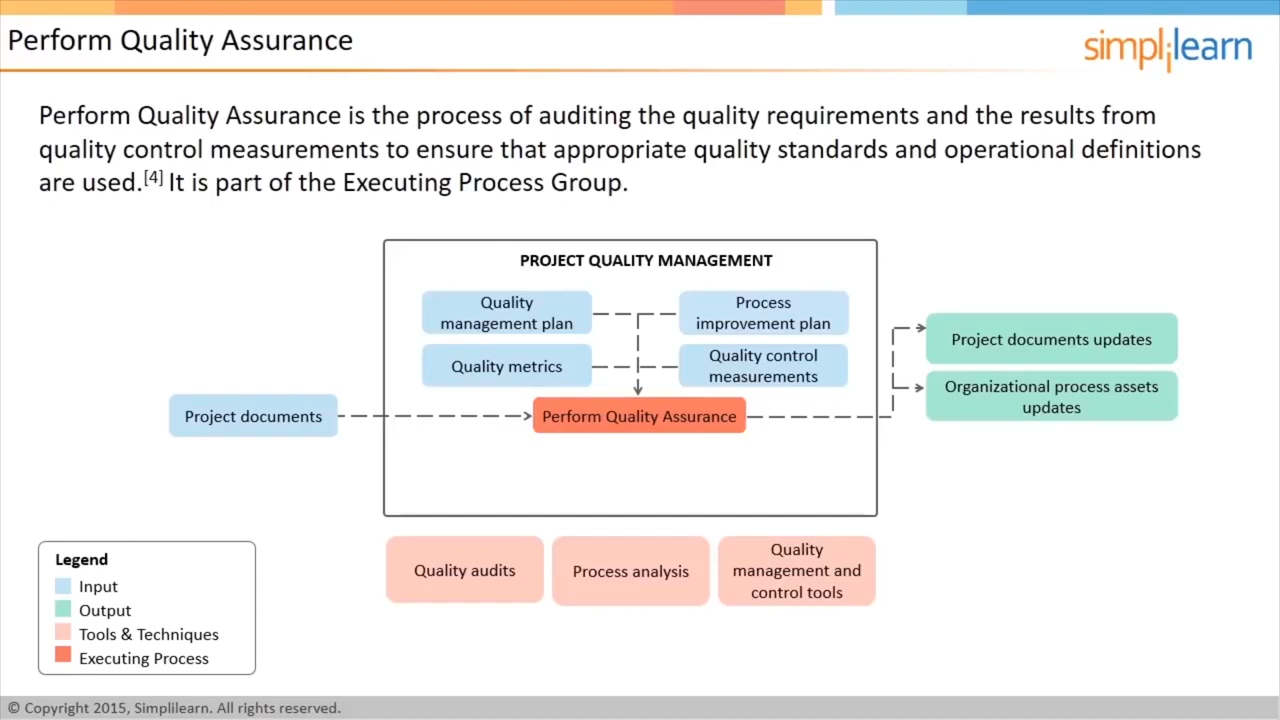 Perform Quality Assurance
simplilearn
Perform Quality Assurance is the process of auditing the quality requirements and the results from
quality control measurements to ensure that appropriate quality standards and operational definitions
are used.[4] It is part of the Executing Process Group.
PROJECT QUALITY MANAGEMENT
Quality
management plan
Process
improvement plan
Quality metrics
Quality control
measurements
Project documents
Perform Quality Assurance
Project documents updates
Organizational process assets
updates
Quality audits
Process analysis
Quality
management and
control tools
Legend
Input
Output
Tools & Techniques
Executing Process
© Copyright 2015, Simplilearn. All rights reserved.